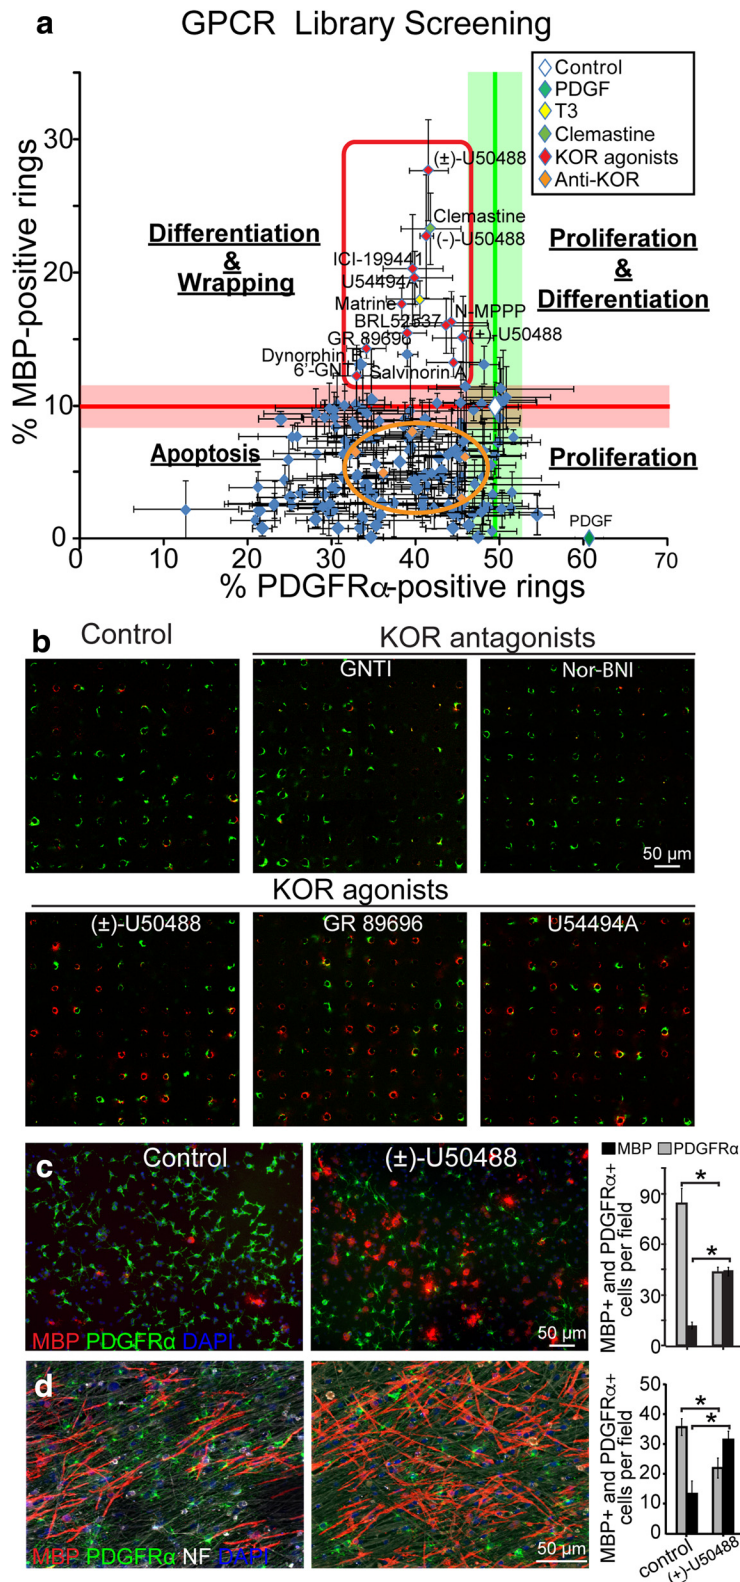 a
GPCR Library Screening
Control
PDGF
T3
Clemastine
KOR agonists
Anti-KOR
% MBP-positive rings
30
20
10
0
Differentiation
&
Wrapping
Proliferation
&
Differentiation
Apoptosis
Proliferation
(±)-U50488
Clemastine
(-)-U50488
ICI-199441
U54494A
Matrine
N-MPPP
BRL52537
(+)-U50488
GR 89696
Dynorphin B
6'-GNTI
Salvinorin A
PDGF
0 10 20 30 40 50 60 70
% PDGFRα-positive rings
b
Control
KOR antagonists
GNTI
Nor-BNI
50 µm
KOR agonists
(±)-U50488
GR 89696
U54494A
c
Control
(±)-U50488
MBP PDGFRα DAPI
50 µm
MBP PDGFRα
MBP+ and PDGFRα+
cells per field
90
60
30
0
*
*
d
MBP PDGFRα NF DAPI
50 µm
MBP+ and PDGFRα+
cells per field
50
40
30
20
10
0
*
*
control
(±)-U50488